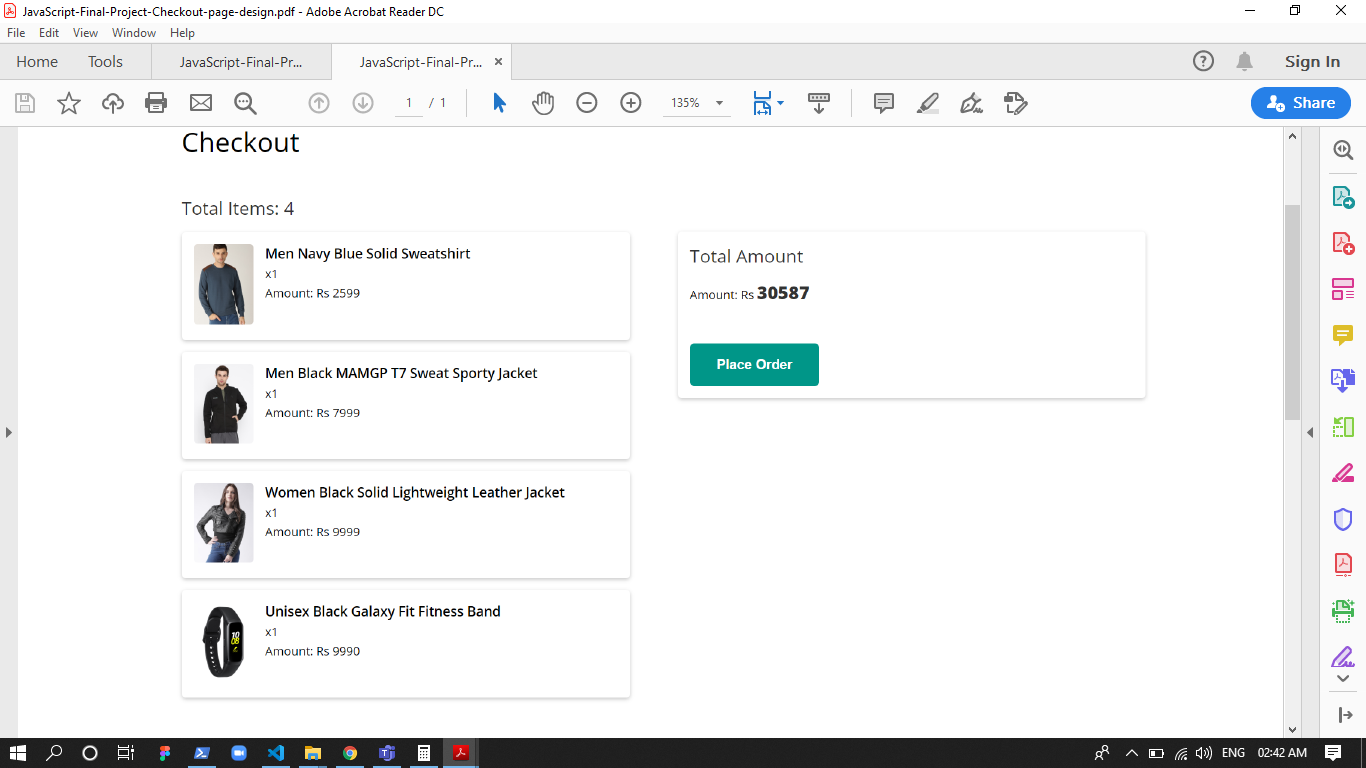 JavaScript-Final-Project-Checkout-page-design.pdf - Adobe Acrobat Reader DC
File Edit View Window Help
Home Tools JavaScript-Final-Pr... JavaScript-Final-Pr... × Sign In
1 / 1 135% Share
Checkout
Total Items: 4
Men Navy Blue Solid Sweatshirt
x1
Amount: Rs 2599
Men Black MAMGP T7 Sweat Sporty Jacket
x1
Amount: Rs 7999
Women Black Solid Lightweight Leather Jacket
x1
Amount: Rs 9999
Unisex Black Galaxy Fit Fitness Band
x1
Amount: Rs 9990
Total Amount
Amount: Rs 30587
Place Order
ENG 02:42 AM